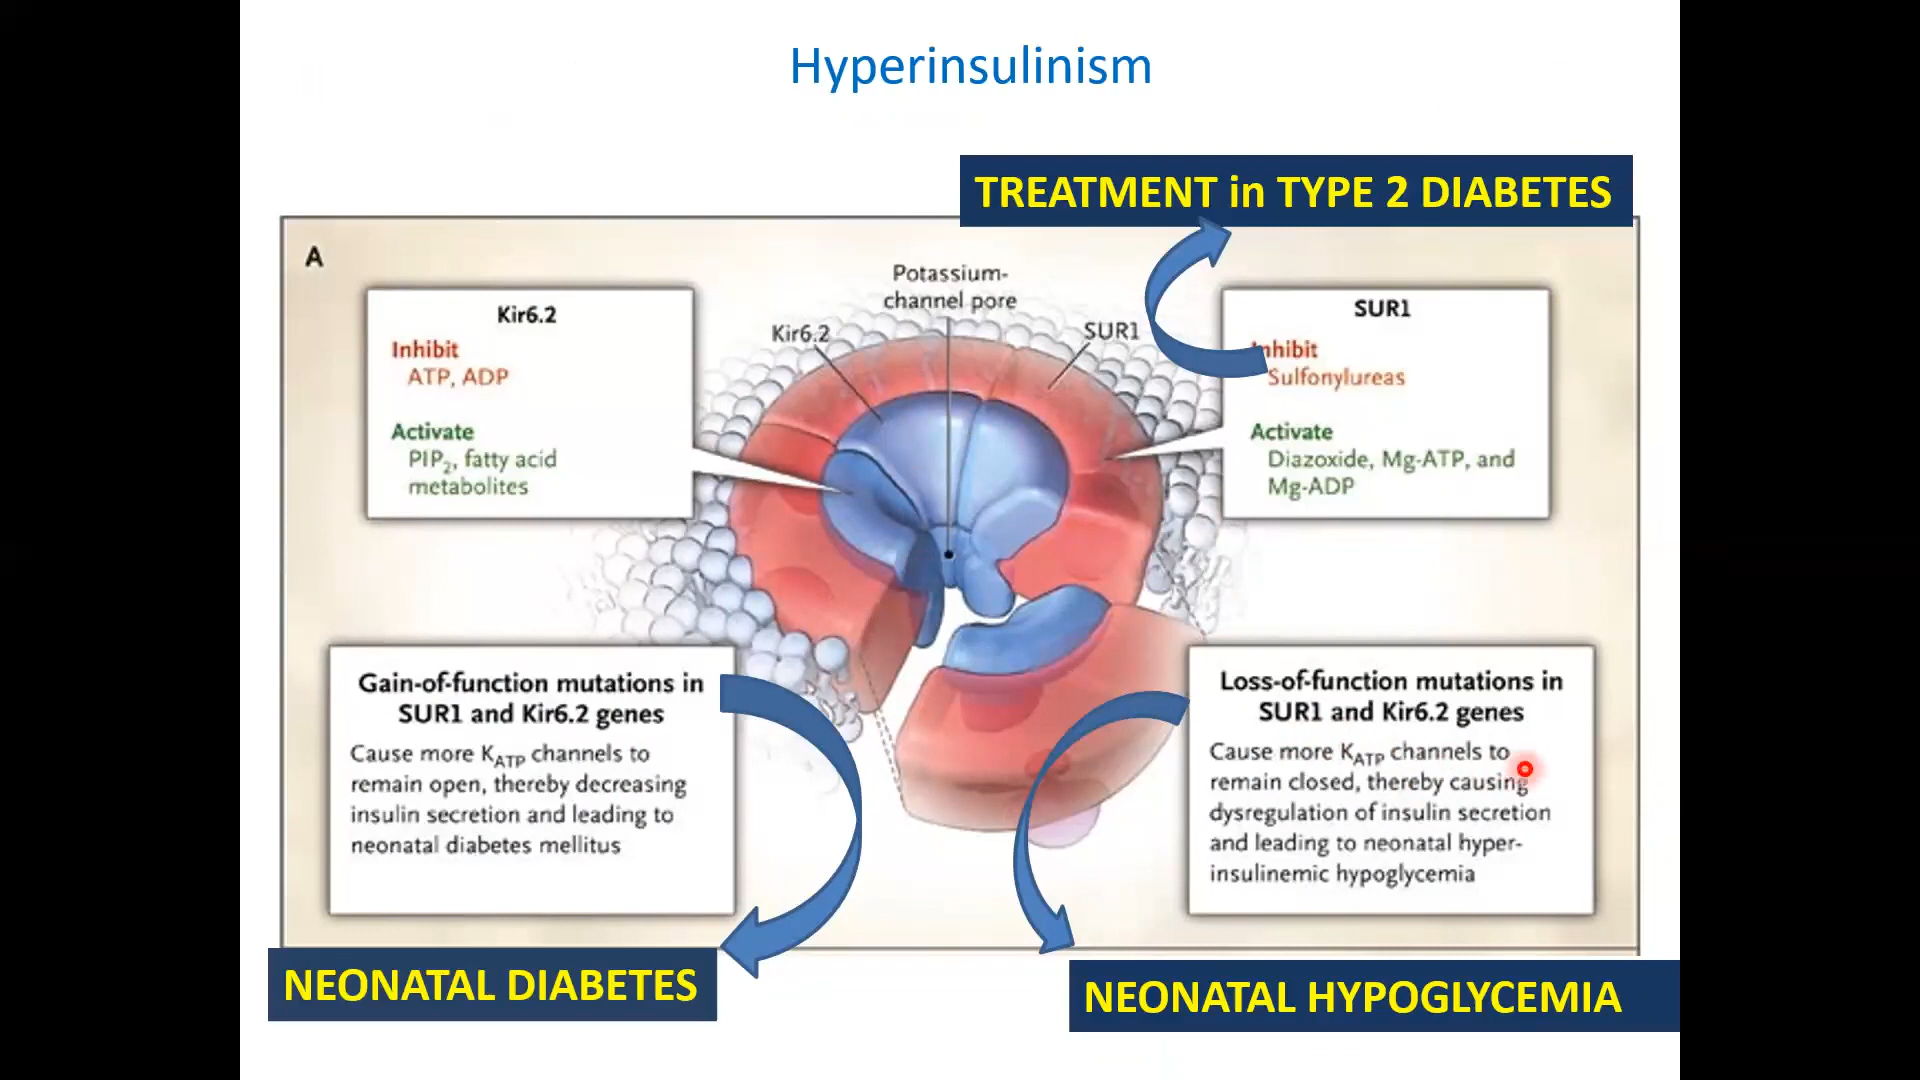 Hyperinsulinism
TREATMENT in TYPE 2 DIABETES
A
Potassium-
channel pore
Kir6.2
SUR1
Kir6.2
Inhibit
ATP, ADP
Activate
PIP2, fatty acid
metabolites
SUR1
Inhibit
Sulfonylureas
Activate
Diazoxide, Mg-ATP, and
Mg-ADP
Gain-of-function mutations in
SUR1 and Kir6.2 genes
Cause more KATP channels to
remain open, thereby decreasing
insulin secretion and leading to
neonatal diabetes mellitus
Loss-of-function mutations in
SUR1 and Kir6.2 genes
Cause more KATP channels to
remain closed, thereby causing
dysregulation of insulin secretion
and leading to neonatal hyper-
insulinemic hypoglycemia
NEONATAL DIABETES
NEONATAL HYPOGLYCEMIA